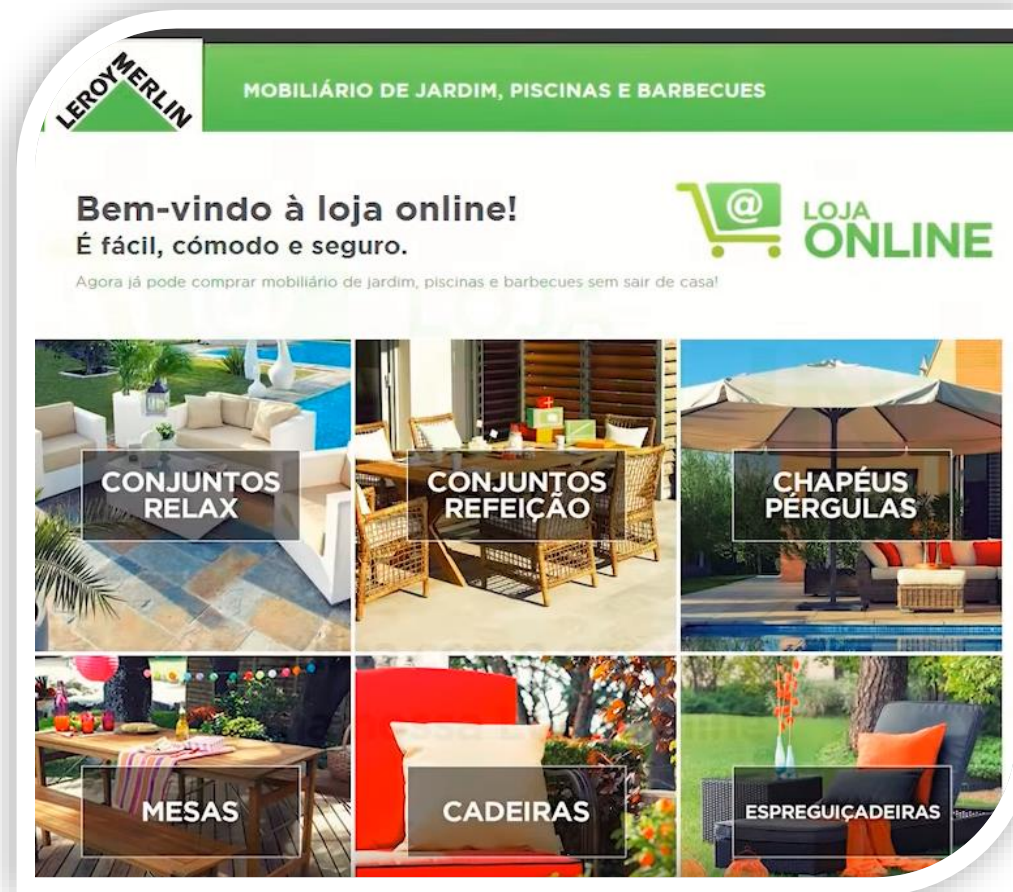 LEROY MERLIN
MOBILIÁRIO DE JARDIM, PISCINAS E BARBECUES
Bem-vindo à loja online!
É fácil, cómodo e seguro.
Agora já pode comprar mobiliário de jardim, piscinas e barbecues sem sair de casa!
@
LOJA
ONLINE
CONJUNTOS
RELAX
CONJUNTOS
REFEIÇÃO
CHAPÉUS
PÉRGULAS
MESAS
CADEIRAS
ESPREGUIÇADEIRAS